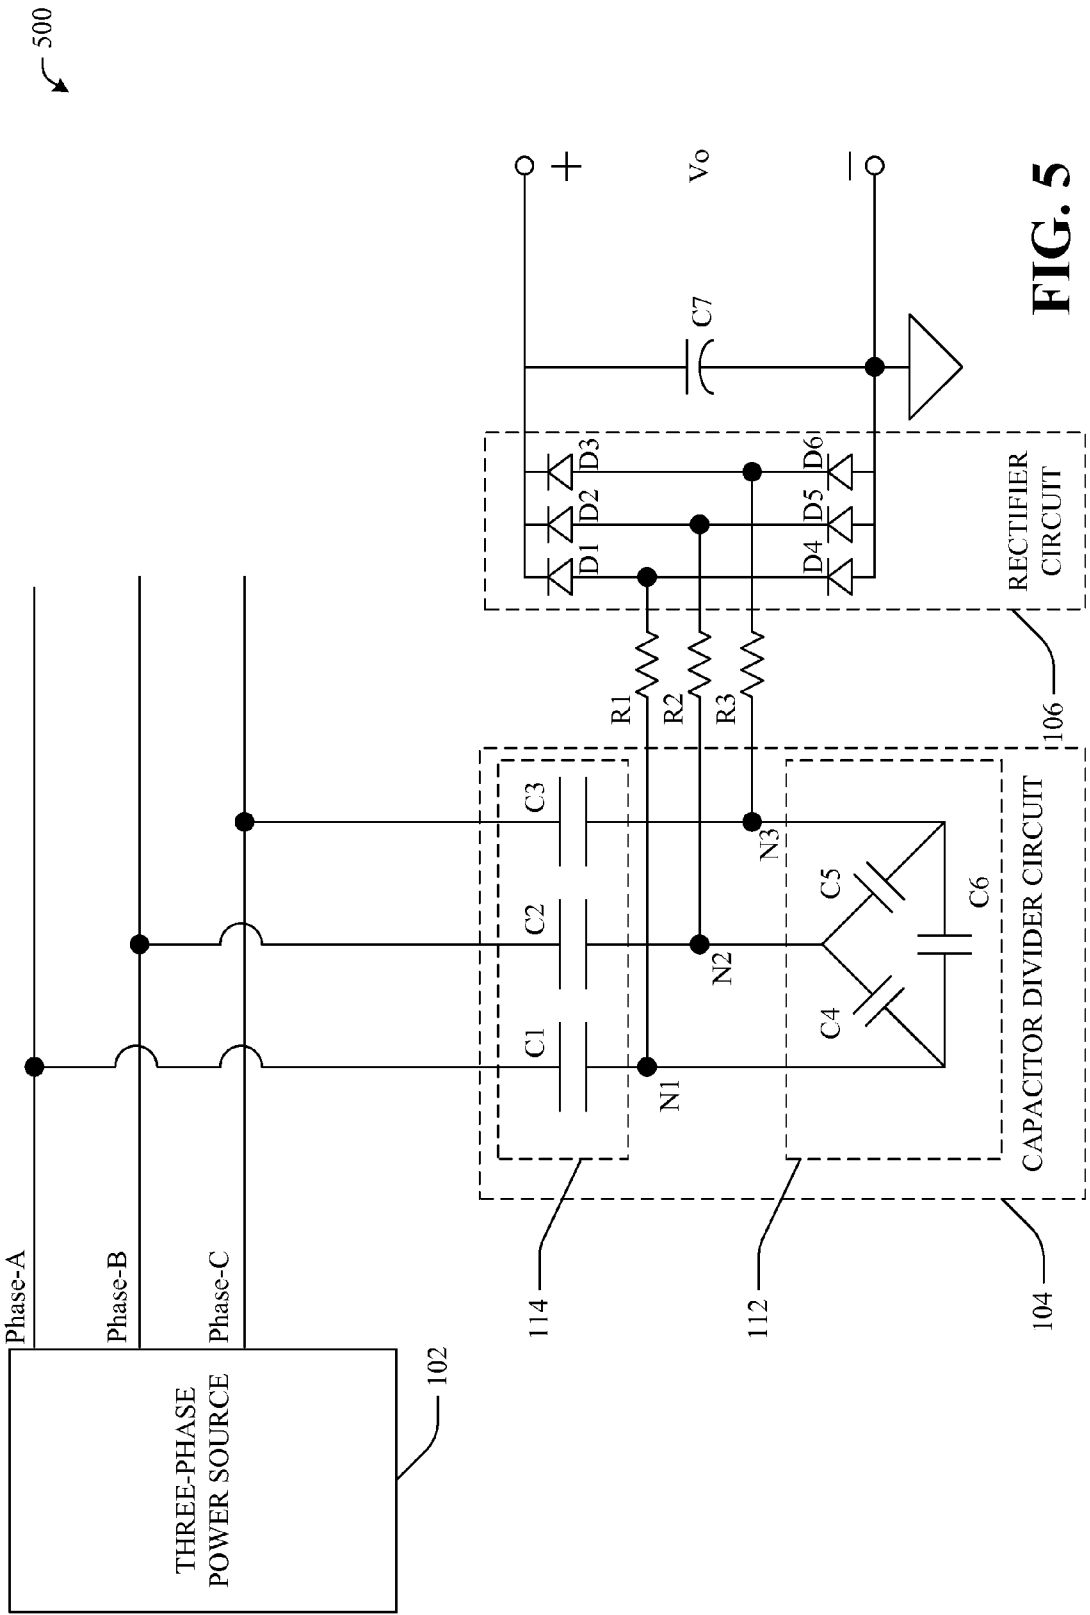 500
Phase-A
Phase-B
Phase-C
THREE-PHASE
POWER SOURCE
102
C1
C2
C3
114
N1
N2
N3
R1
R2
R3
D1
D2
D3
D4
D5
D6
C7
+
Vo
−
112
C4
C5
C6
CAPACITOR DIVIDER CIRCUIT
104
RECTIFIER
CIRCUIT
106
FIG. 5